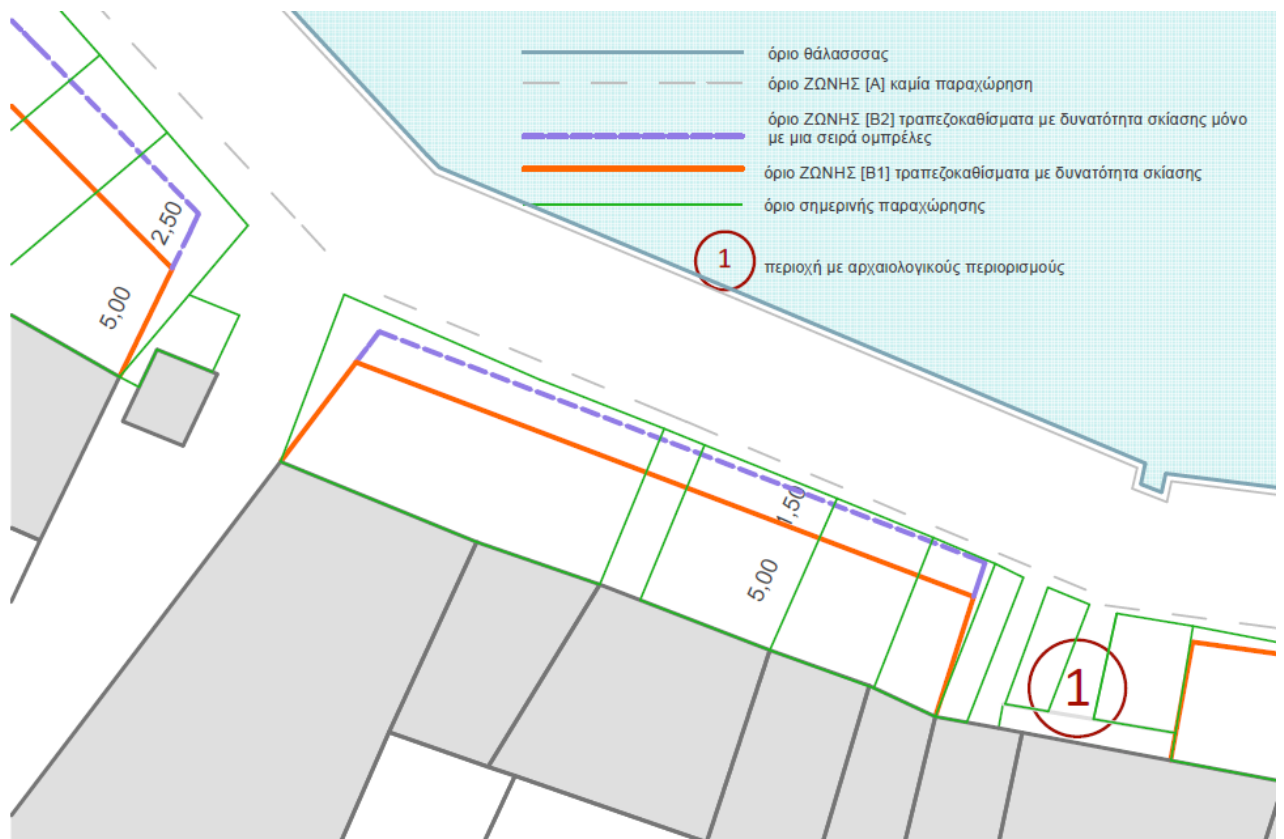 όριο θάλασσσας
όριο ΖΩΝΗΣ [Α] καμία παραχώρηση
όριο ΖΩΝΗΣ [Β2] τραπεζοκαθίσματα με δυνατότητα σκίασης μόνο
με μια σειρά ομπρέλες
όριο ΖΩΝΗΣ [Β1] τραπεζοκαθίσματα με δυνατότητα σκίασης
όριο σημερινής παραχώρησης
1 περιοχή με αρχαιολογικούς περιορισμούς
2,50
5,00
1,50
5,00
1